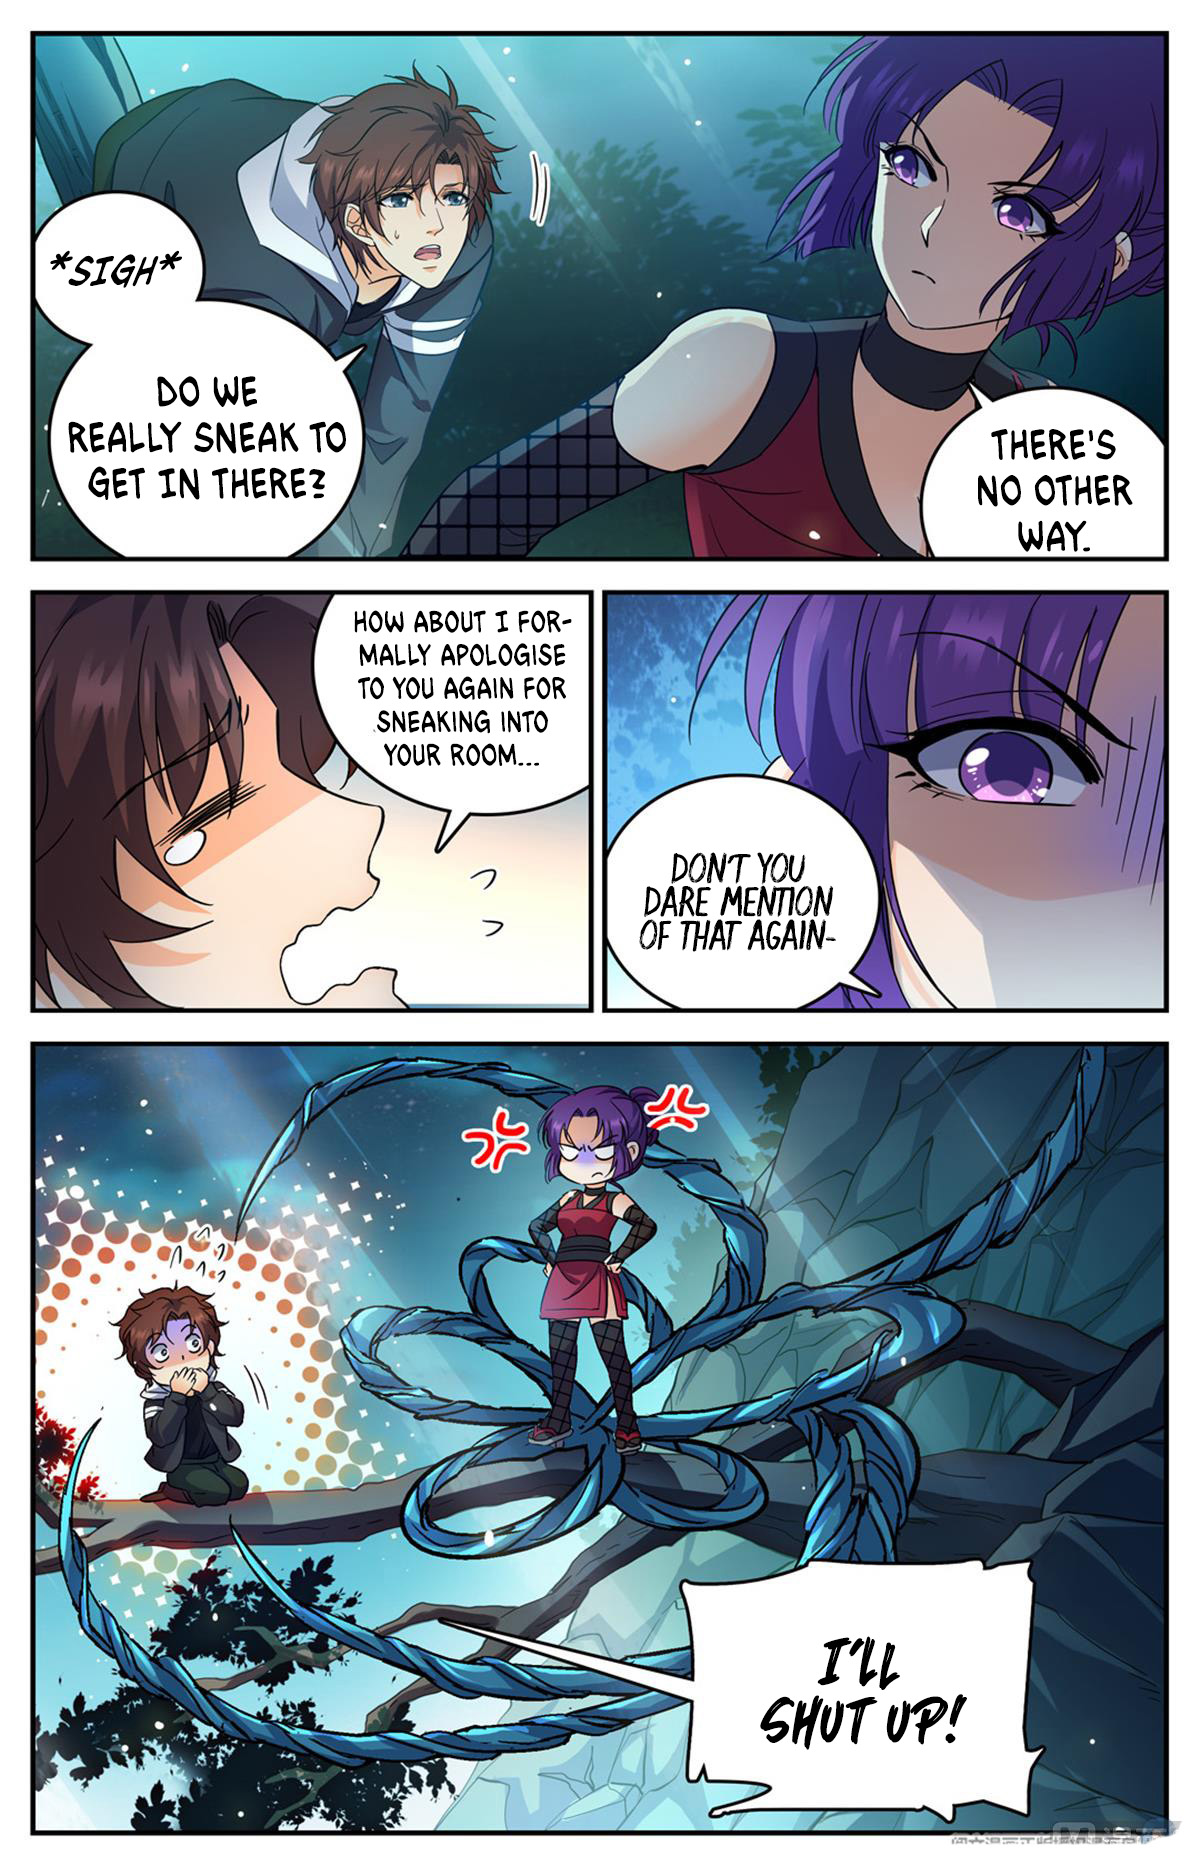 *SIGH*
DO WE
REALLY SNEAK TO
GET IN THERE?
THERE'S
NO OTHER
WAY.
HOW ABOUT I FOR-
MALLY APOLOGISE
TO YOU AGAIN FOR
SNEAKING INTO
YOUR ROOM...
DON'T YOU
DARE MENTION
OF THAT AGAIN-
I'LL
SHUT UP!